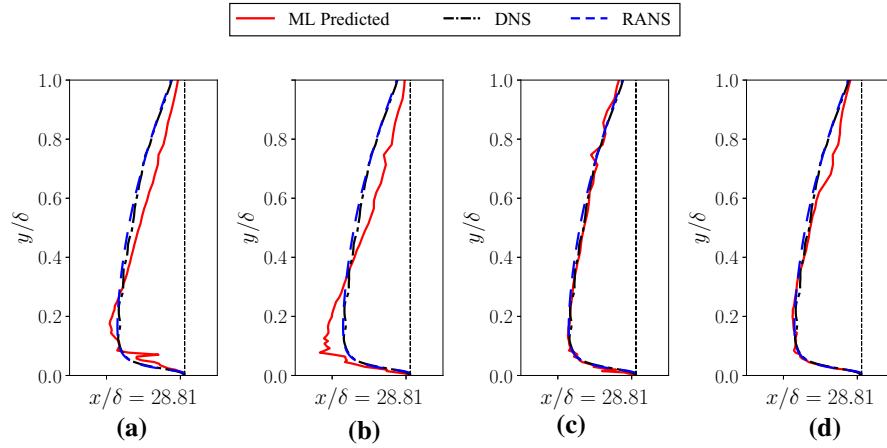 ML Predicted DNS RANS
1.0 1.0 1.0
0.8 0.8 0.8 0.8
0.6 0.6 0.6 0.6
y/δ y/δ y/δ y/δ
0.4 0.4 0.4 0.4
0.2 0.2 0.2 0.2
0.0 0.0 0.0 0.0
x/δ = 28.81 x/δ = 28.81 x/δ = 28.81 x/δ = 28.81
(a) (b) (c) (d)